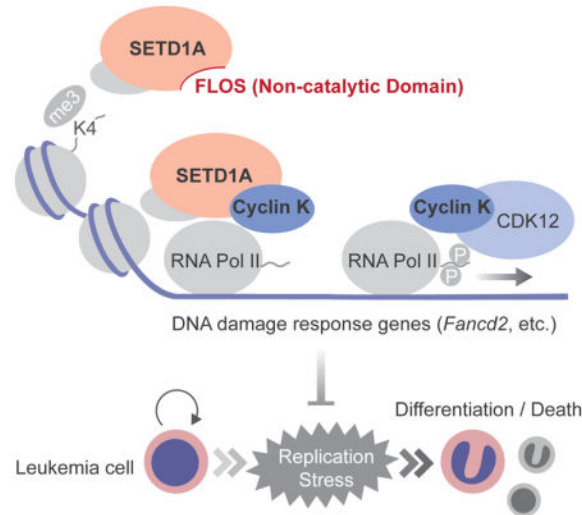 SETD1A
FLOS (Non-catalytic Domain)
me3
K4
SETD1A
Cyclin K
RNA Pol II
Cyclin K
CDK12
RNA Pol II
P
P
DNA damage response genes (Fancd2, etc.)
Differentiation / Death
Leukemia cell
Replication
Stress